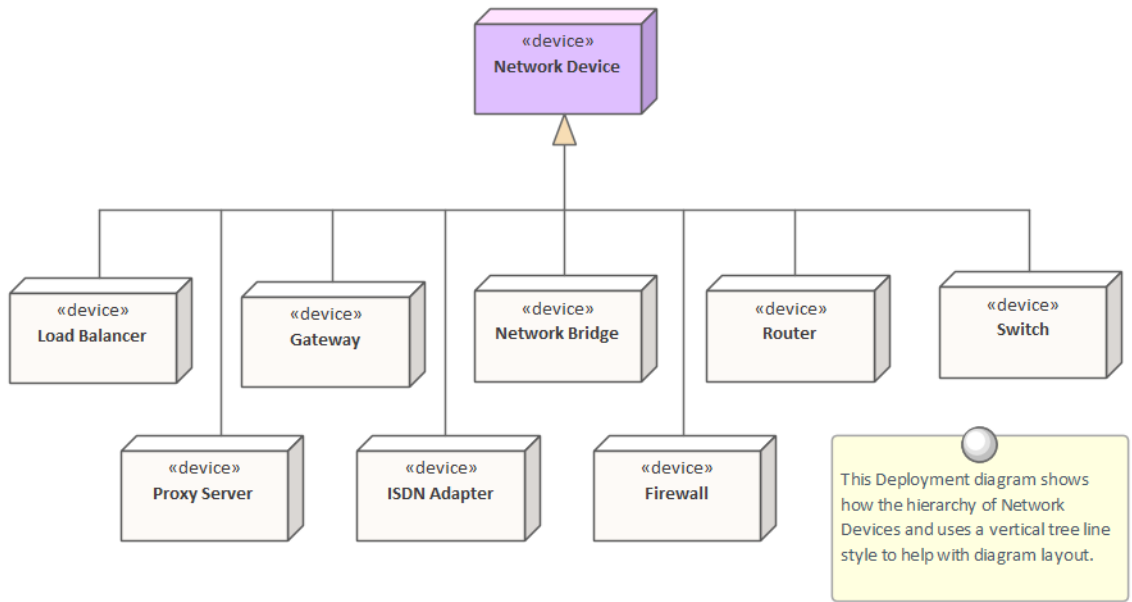 «device»
Network Device
«device»
Load Balancer
«device»
Gateway
«device»
Network Bridge
«device»
Router
«device»
Switch
«device»
Proxy Server
«device»
ISDN Adapter
«device»
Firewall
This Deployment diagram shows
how the hierarchy of Network
Devices and uses a vertical tree line
style to help with diagram layout.